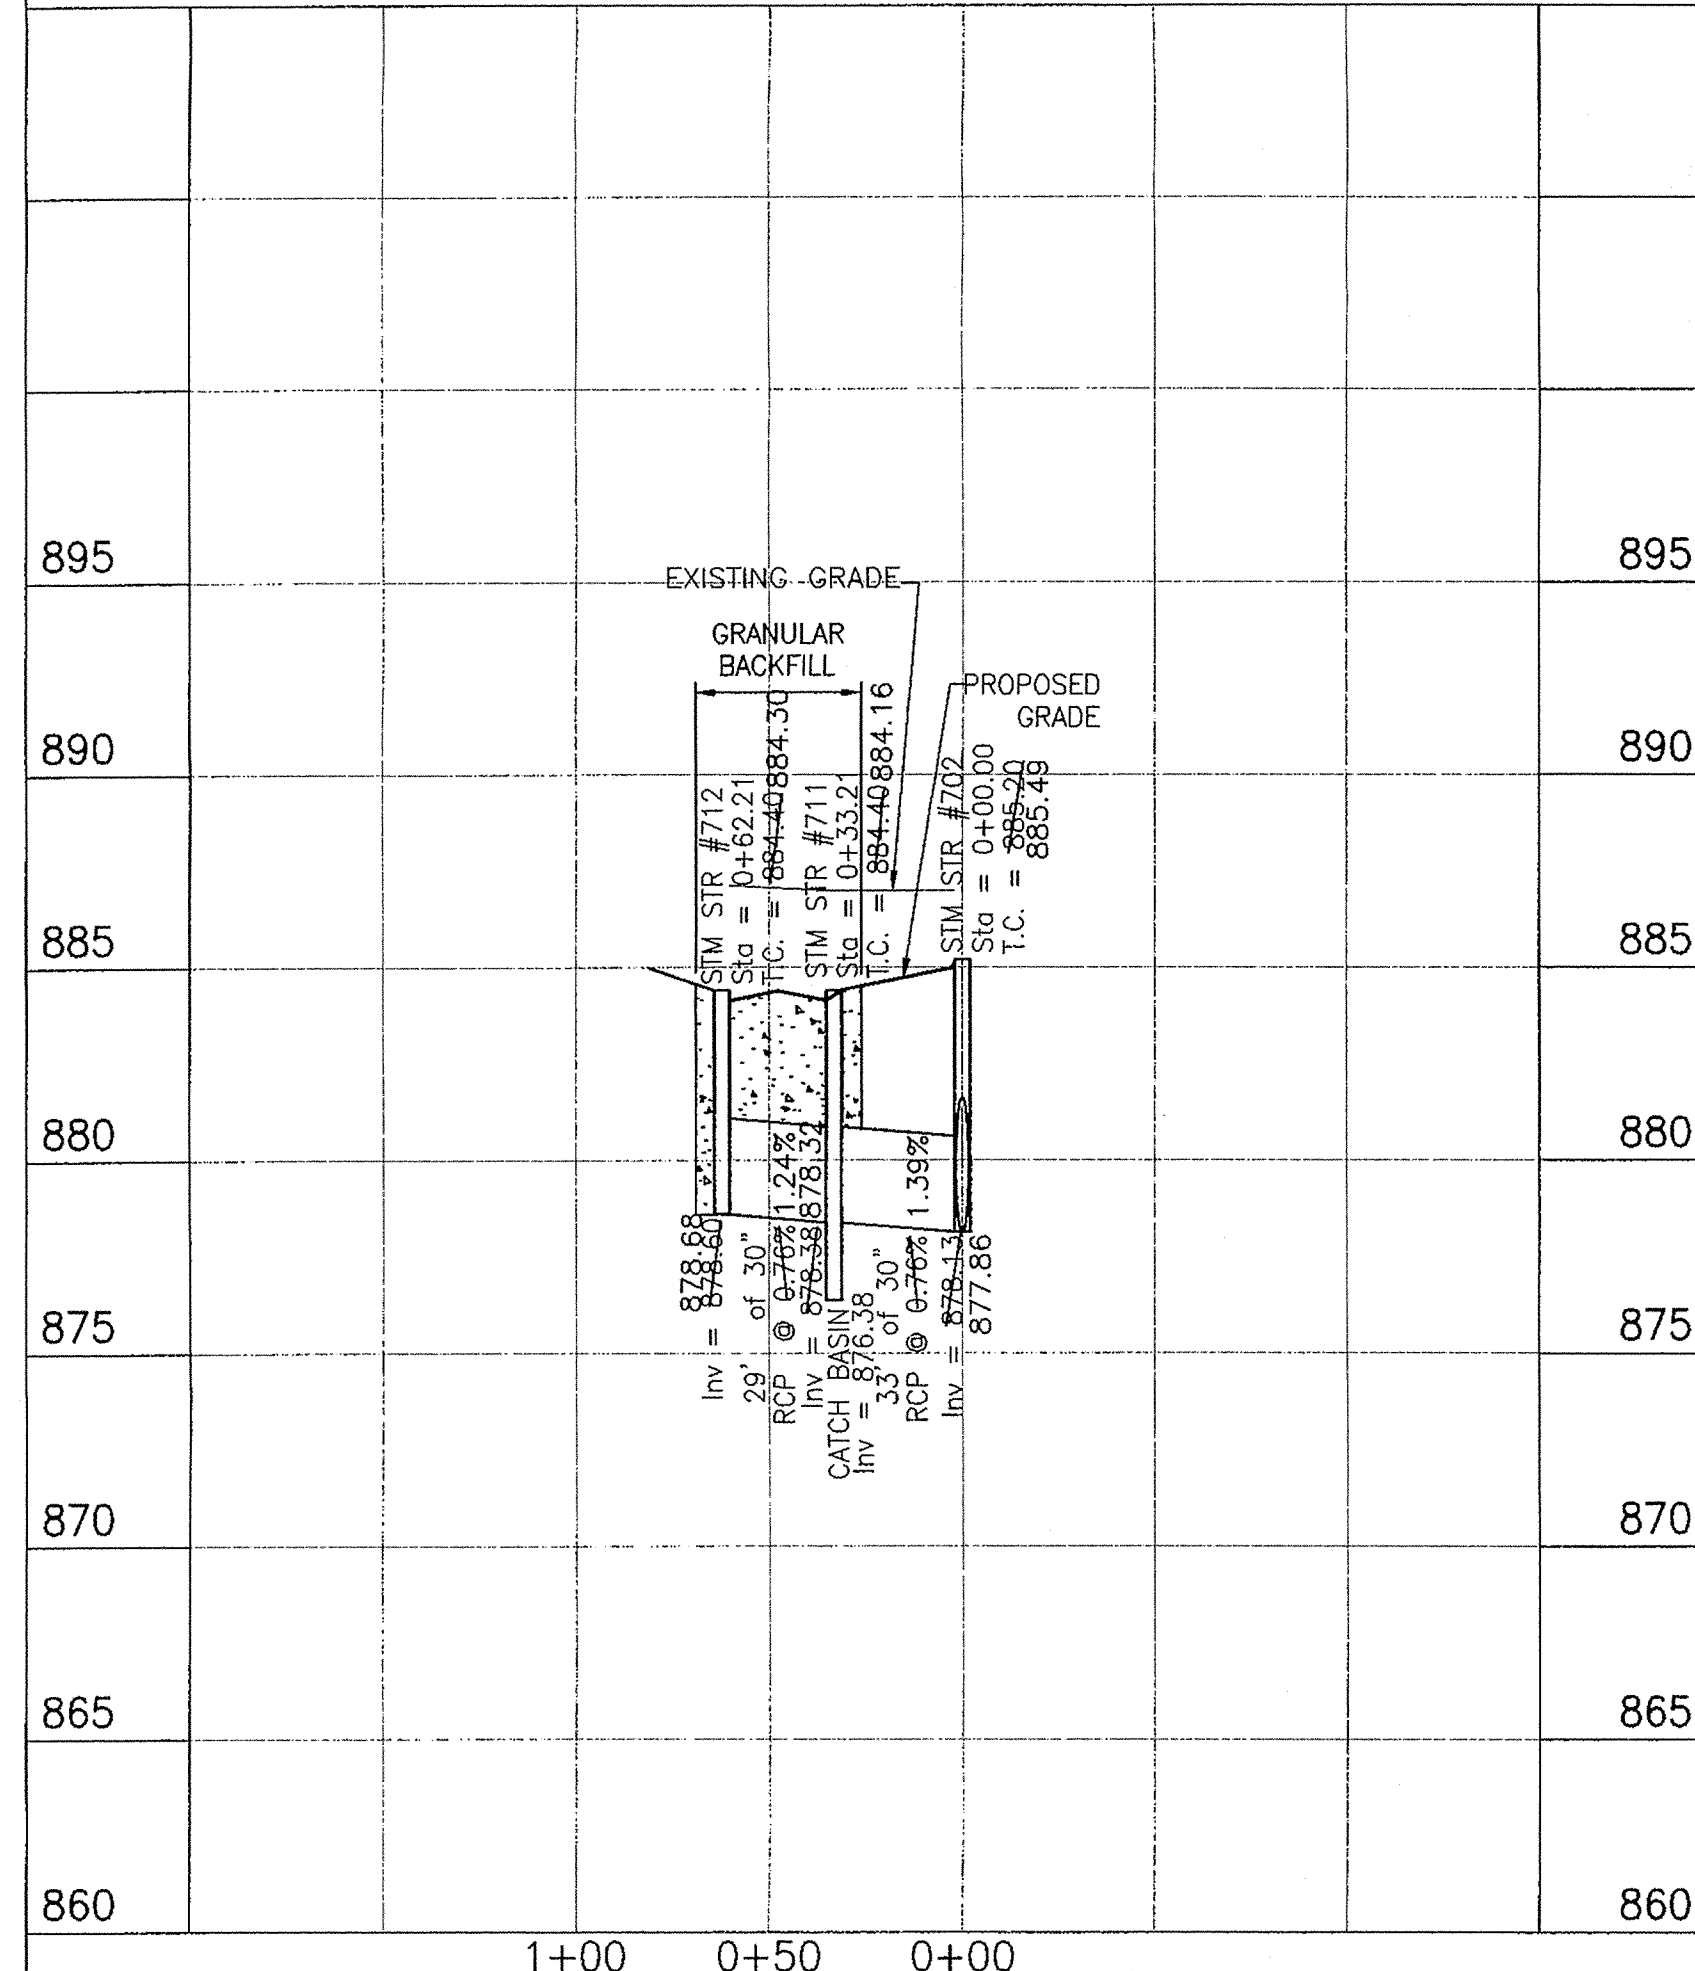 895
895
EXISTING GRADE
GRANULAR
BACKFILL
PROPOSED
GRADE
890
890
STM STR #712
Sta = 0+62.21
T.C. = 884.40 884.30
STM STR #711
Sta = 0+33.21
T.C. = 884.40 884.16
STM STR #702
Sta = 0+00.00
T.C. = 885.20
885.49
885
885
880
880
878.68
Inv = 878.60
29' of 30"
RCP @ 0.76% 1.24%
Inv = 878.38 878.32
CATCH BASIN
Inv = 876.38
33' of 30"
RCP @ 0.76% 1.39%
Inv = 878.13
877.86
875
875
870
870
865
865
860
860
1+00 0+50 0+00